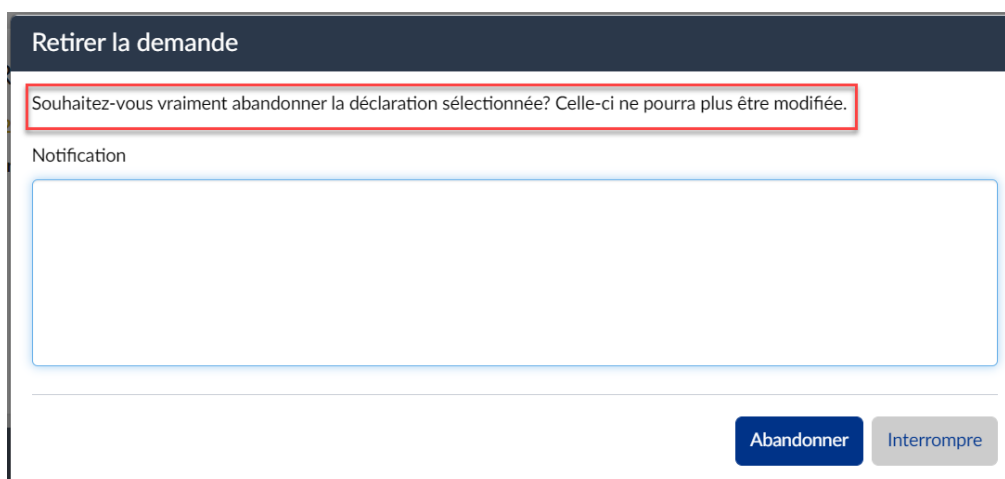 Retirer la demande
Souhaitez-vous vraiment abandonner la déclaration sélectionnée? Celle-ci ne pourra plus être modifiée.
Notification
Abandonner
Interrompre